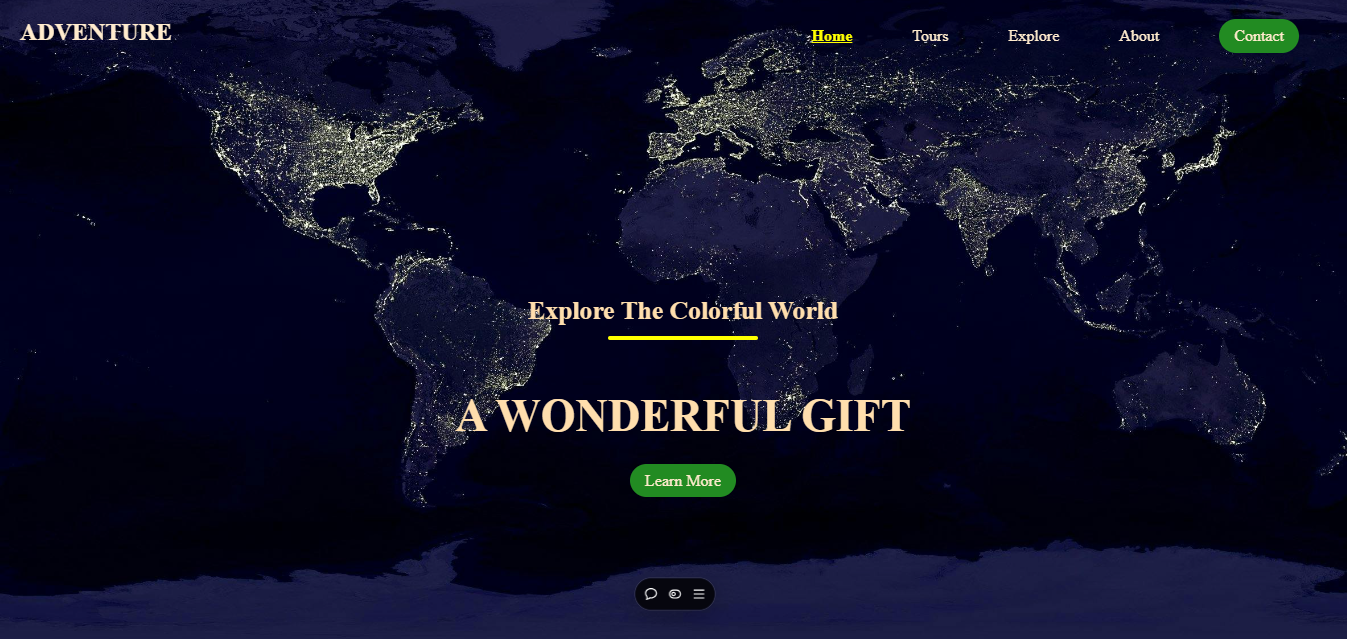 ADVENTURE
Home Tours Explore About Contact
Explore The Colorful World
A WONDERFUL GIFT
Learn More